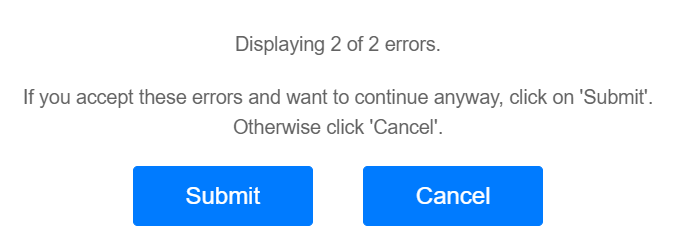 Displaying 2 of 2 errors.
If you accept these errors and want to continue anyway, click on 'Submit'.
Otherwise click 'Cancel'.
Submit
Cancel